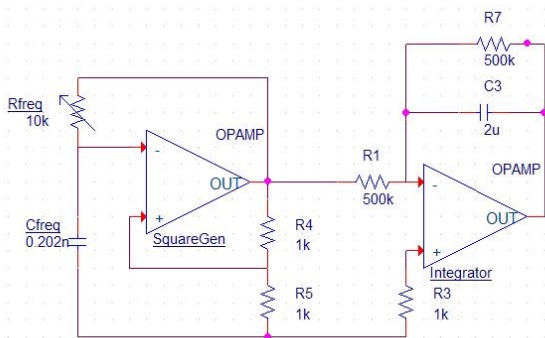 R7
500k
C3
2u
Rfreq
10k
OPAMP
-
OUT
+
SquareGen
Cfreq
0.202n
R4
1k
R5
1k
R1
500k
OPAMP
-
OUT
+
Integrator
R3
1k